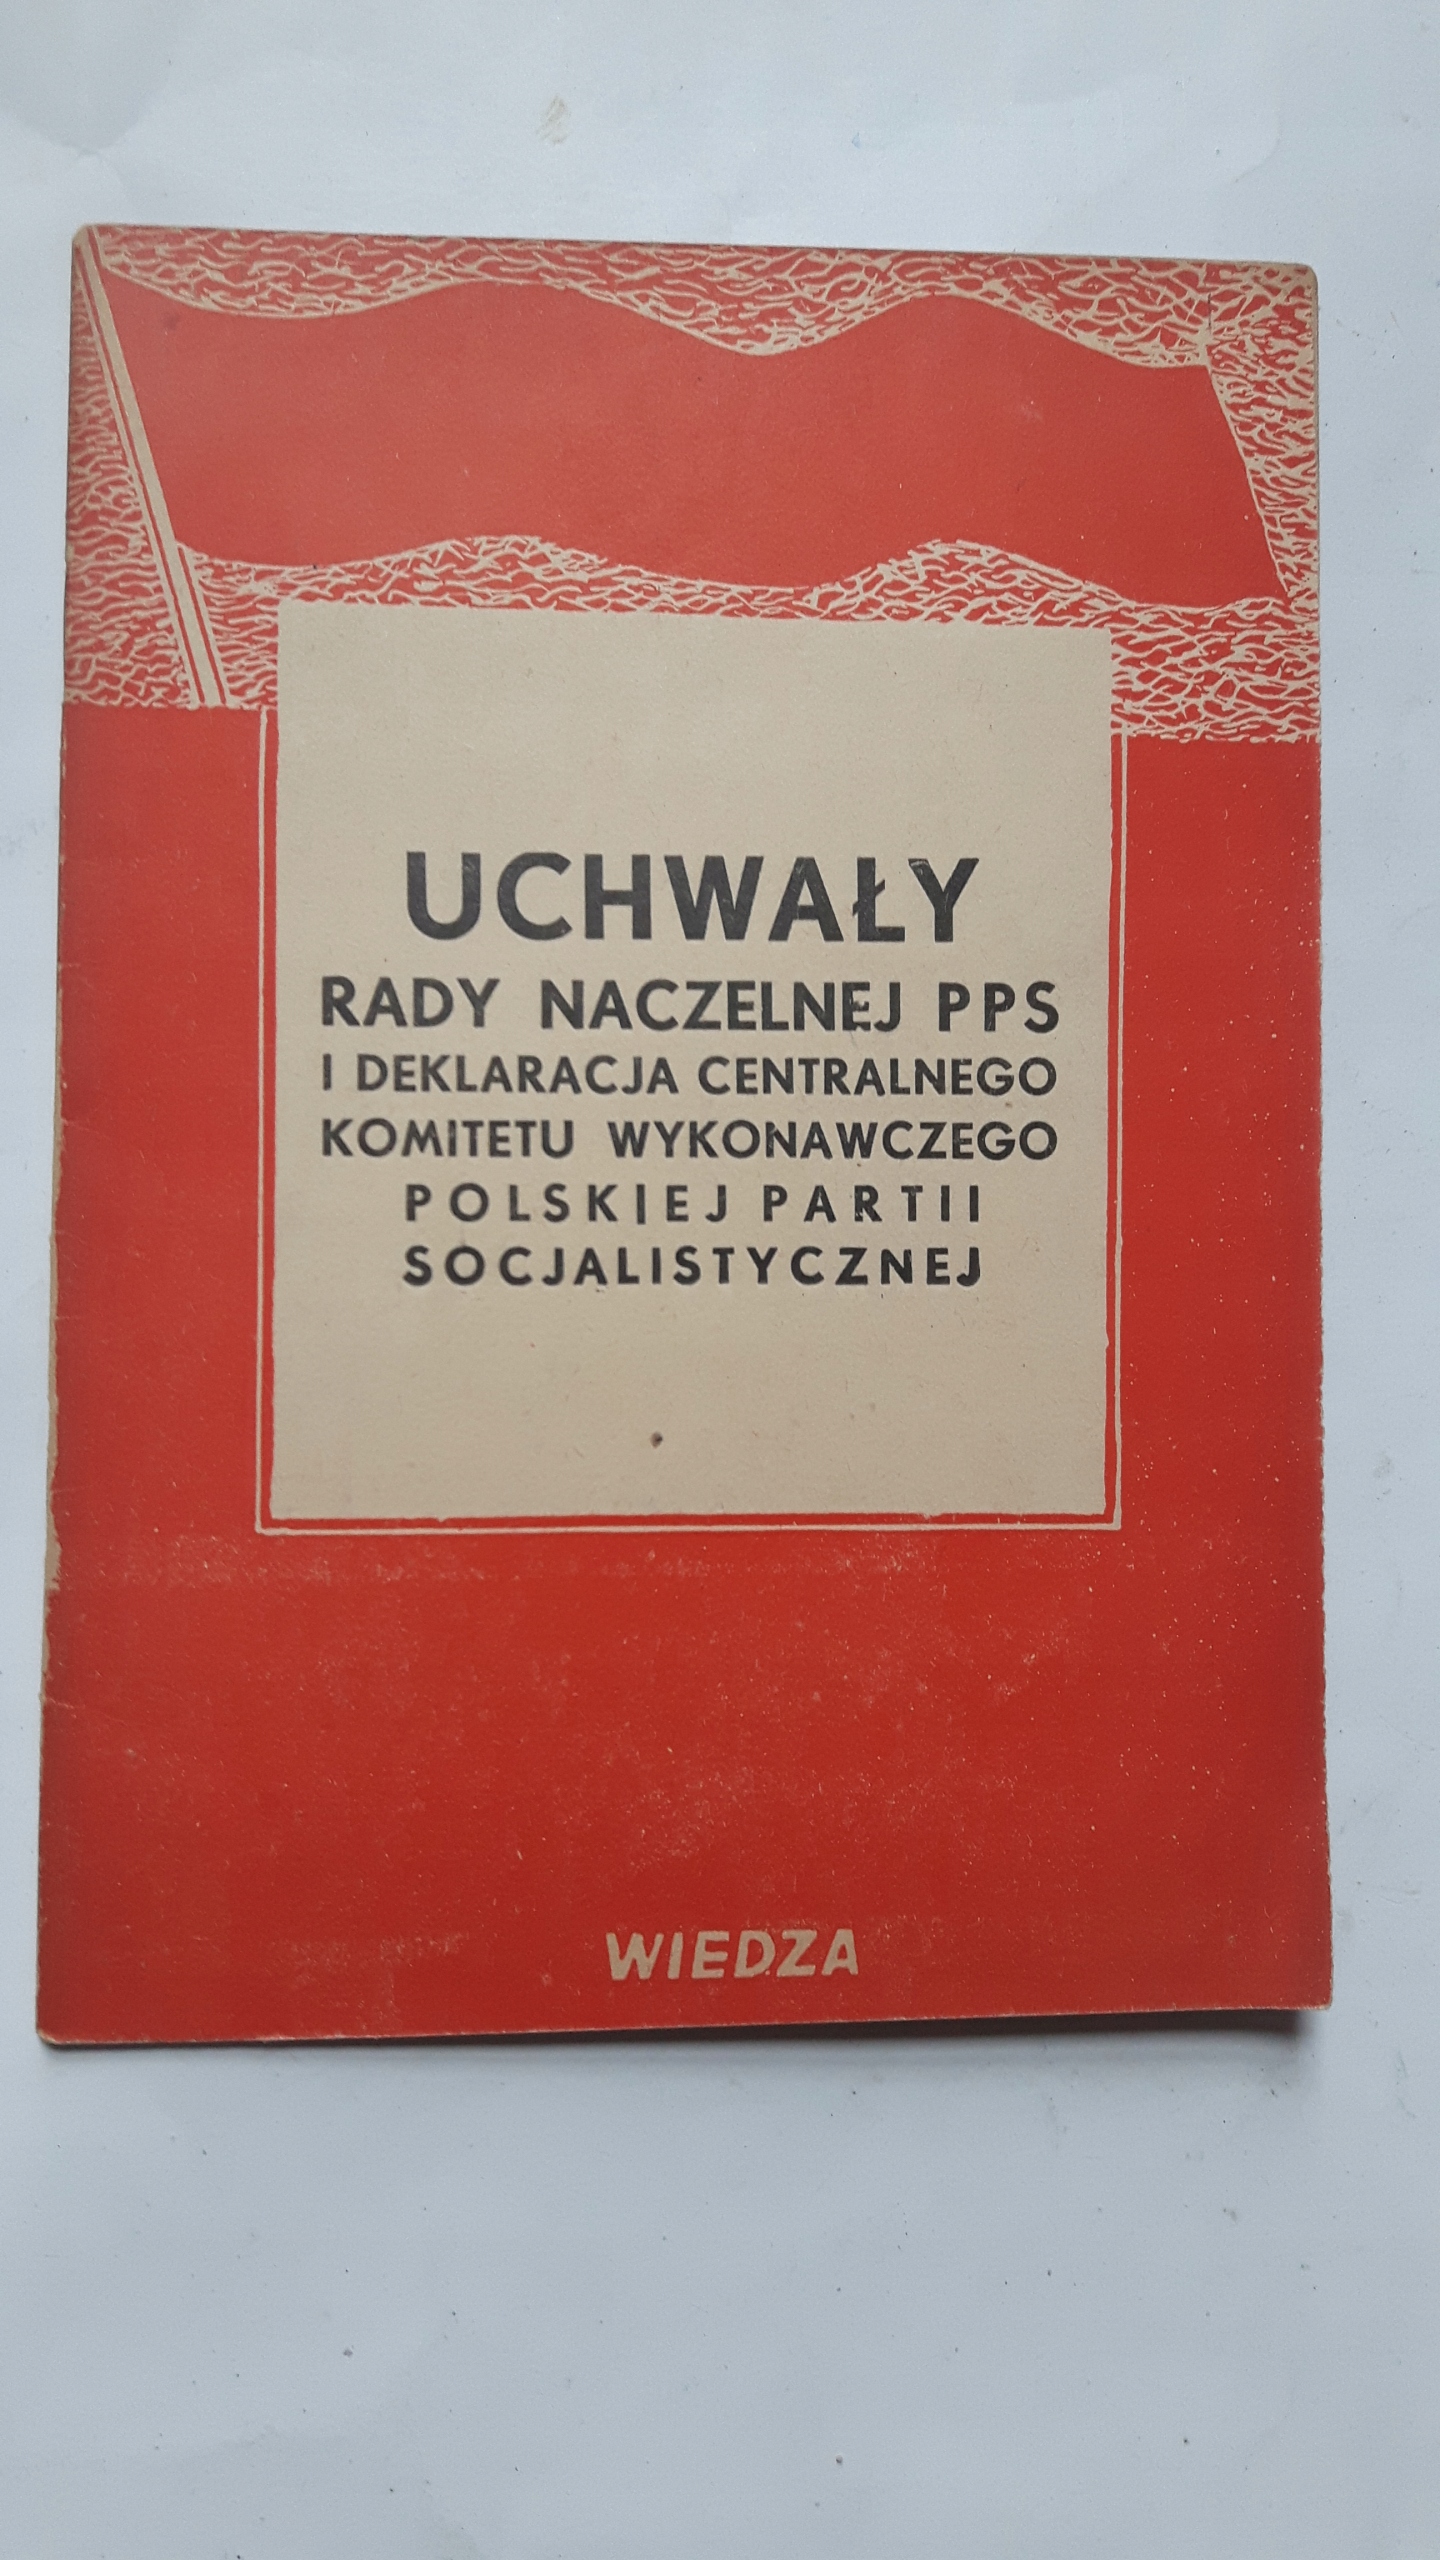 UCHWAŁY
RADY NACZELNEJ PPS
I DEKLARACJA CENTRALNEGO
KOMITETU WYKONAWCZEGO
POLSKIEJ PARTII
SOCJALISTYCZNEJ
WIEDZA